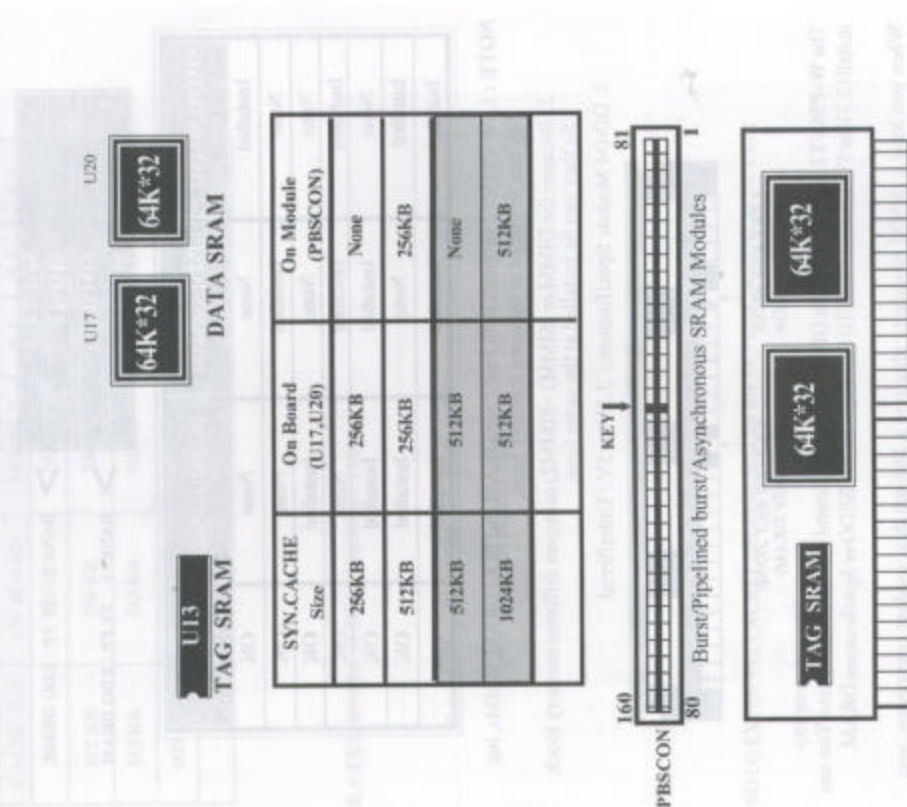 U13
TAG SRAM
U17
U20
64K*32
64K*32
DATA SRAM
SYN.CACHE Size
On Board (U17,U20)
On Module (PBSCON)
256KB
256KB
None
512KB
256KB
256KB
512KB
512KB
None
1024KB
512KB
512KB
KEY
160
81
PBSCON
80
1
Burst/Pipelined burst/Asynchronous SRAM Modules
TAG SRAM
64K*32
64K*32